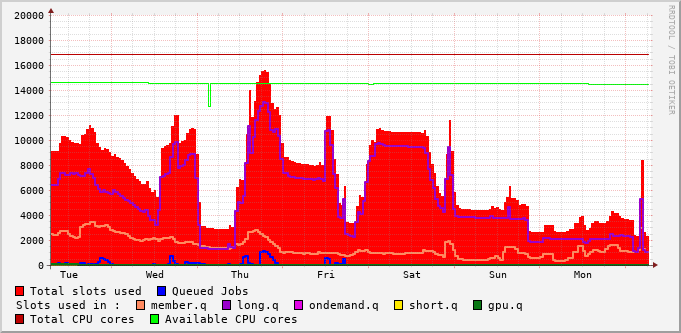 20000
18000
16000
14000
12000
10000
8000
6000
4000
2000
0
Tue Wed Thu Fri Sat Sun Mon
RRDTOOL / TOBI OETIKER
Total slots used Queued Jobs
Slots used in : member.q long.q ondemand.q short.q gpu.q
Total CPU cores Available CPU cores